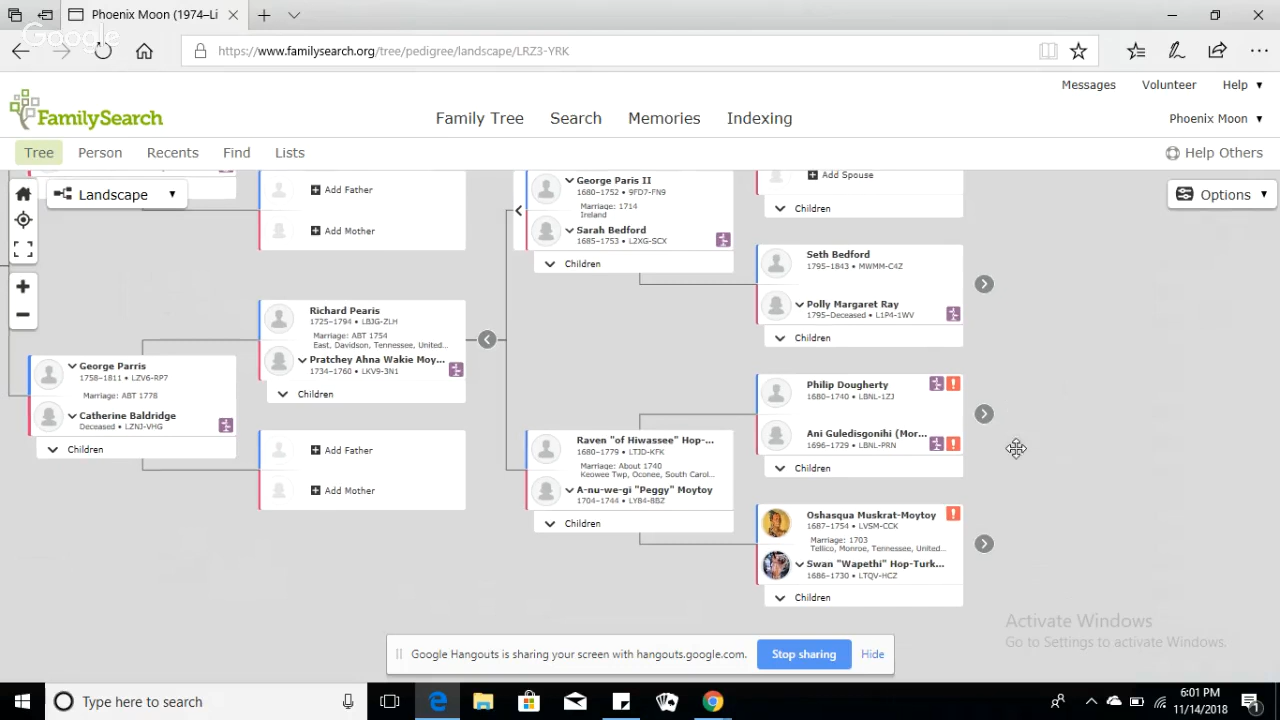 Phoenix Moon (1974–Li
Google
https://www.familysearch.org/tree/pedigree/landscape/LRZ3-YRK
Messages Volunteer Help
FamilySearch
Family Tree Search Memories Indexing
Phoenix Moon
Tree Person Recents Find Lists
Help Others
Landscape
Options
Add Father
Add Mother
George Paris II
1680–1752 • 9FD7-FN9
Marriage: 1714
Ireland
Sarah Bedford
1685–1753 • L2XG-SCX
Children
Add Spouse
Children
Seth Bedford
1795–1843 • MWMM-C4Z
Polly Margaret Ray
1795–Deceased • L1P4-1WV
Children
Richard Pearis
1725–1794 • LBJG-ZLH
Marriage: ABT 1754
East, Davidson, Tennessee, United...
Pratchey Ahna Wakie Moy...
1734–1760 • LKV9-3N1
Children
George Parris
1758–1811 • LZV6-RP7
Marriage: ABT 1778
Catherine Baldridge
Deceased • LZNJ-VHG
Children
Add Father
Add Mother
Philip Dougherty
1680–1740 • LBNL-1ZJ
Ani Guledisgonihi (Mor...
1696–1729 • LBNL-PRN
Children
Raven "of Hiwassee" Hop-...
1680–1779 • LTJD-KFK
Marriage: About 1740
Keowee Twp, Oconee, South Carol...
A-nu-we-gi "Peggy" Moytoy
1704–1744 • LY84-8BZ
Children
Oshasqua Muskrat-Moytoy
1687–1754 • LVSM-CCK
Marriage: 1703
Tellico, Monroe, Tennessee, United...
Swan "Wapethi" Hop-Turk...
1686–1730 • LTQV-HCZ
Children
Activate Windows
Go to Settings to activate Windows.
Google Hangouts is sharing your screen with hangouts.google.com. Stop sharing Hide
Type here to search
6:01 PM
11/14/2018
1